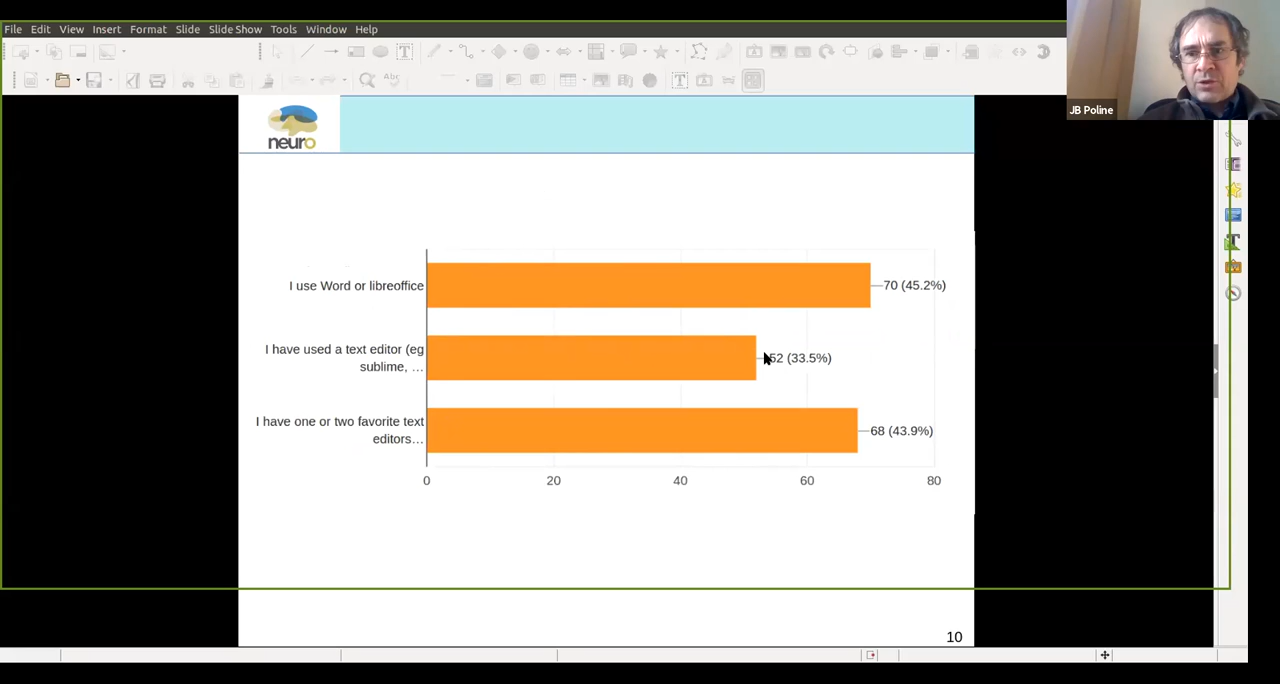 File Edit View Insert Format Slide Slide Show Tools Window Help
JB Poline
neuro
I use Word or libreoffice
70 (45.2%)
I have used a text editor (eg
sublime, …
52 (33.5%)
I have one or two favorite text
editors…
68 (43.9%)
0 20 40 60 80
10